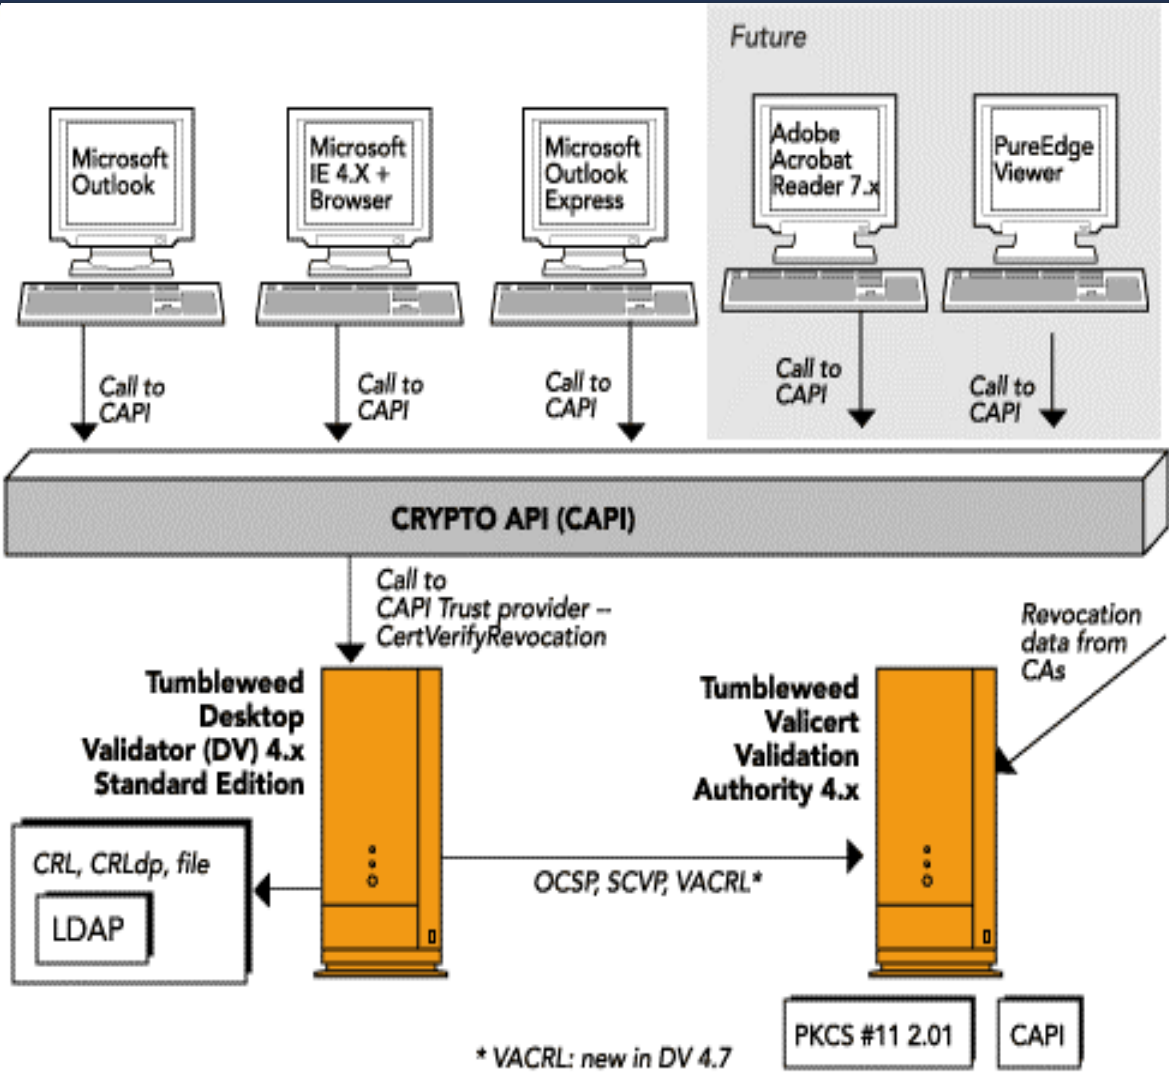 Future
Microsoft
Outlook
Microsoft
IE 4.X +
Browser
Microsoft
Outlook
Express
Adobe
Acrobat
Reader 7.x
PureEdge
Viewer
Call to
CAPI
Call to
CAPI
Call to
CAPI
Call to
CAPI
Call to
CAPI
CRYPTO API (CAPI)
Call to
CAPI Trust provider --
CertVerifyRevocation
Revocation
data from
CAs
Tumbleweed
Desktop
Validator (DV) 4.x
Standard Edition
Tumbleweed
Valicert
Validation
Authority 4.x
CRL, CRLdp, file
LDAP
OCSP, SCVP, VACRL*
PKCS #11 2.01
CAPI
* VACRL: new in DV 4.7